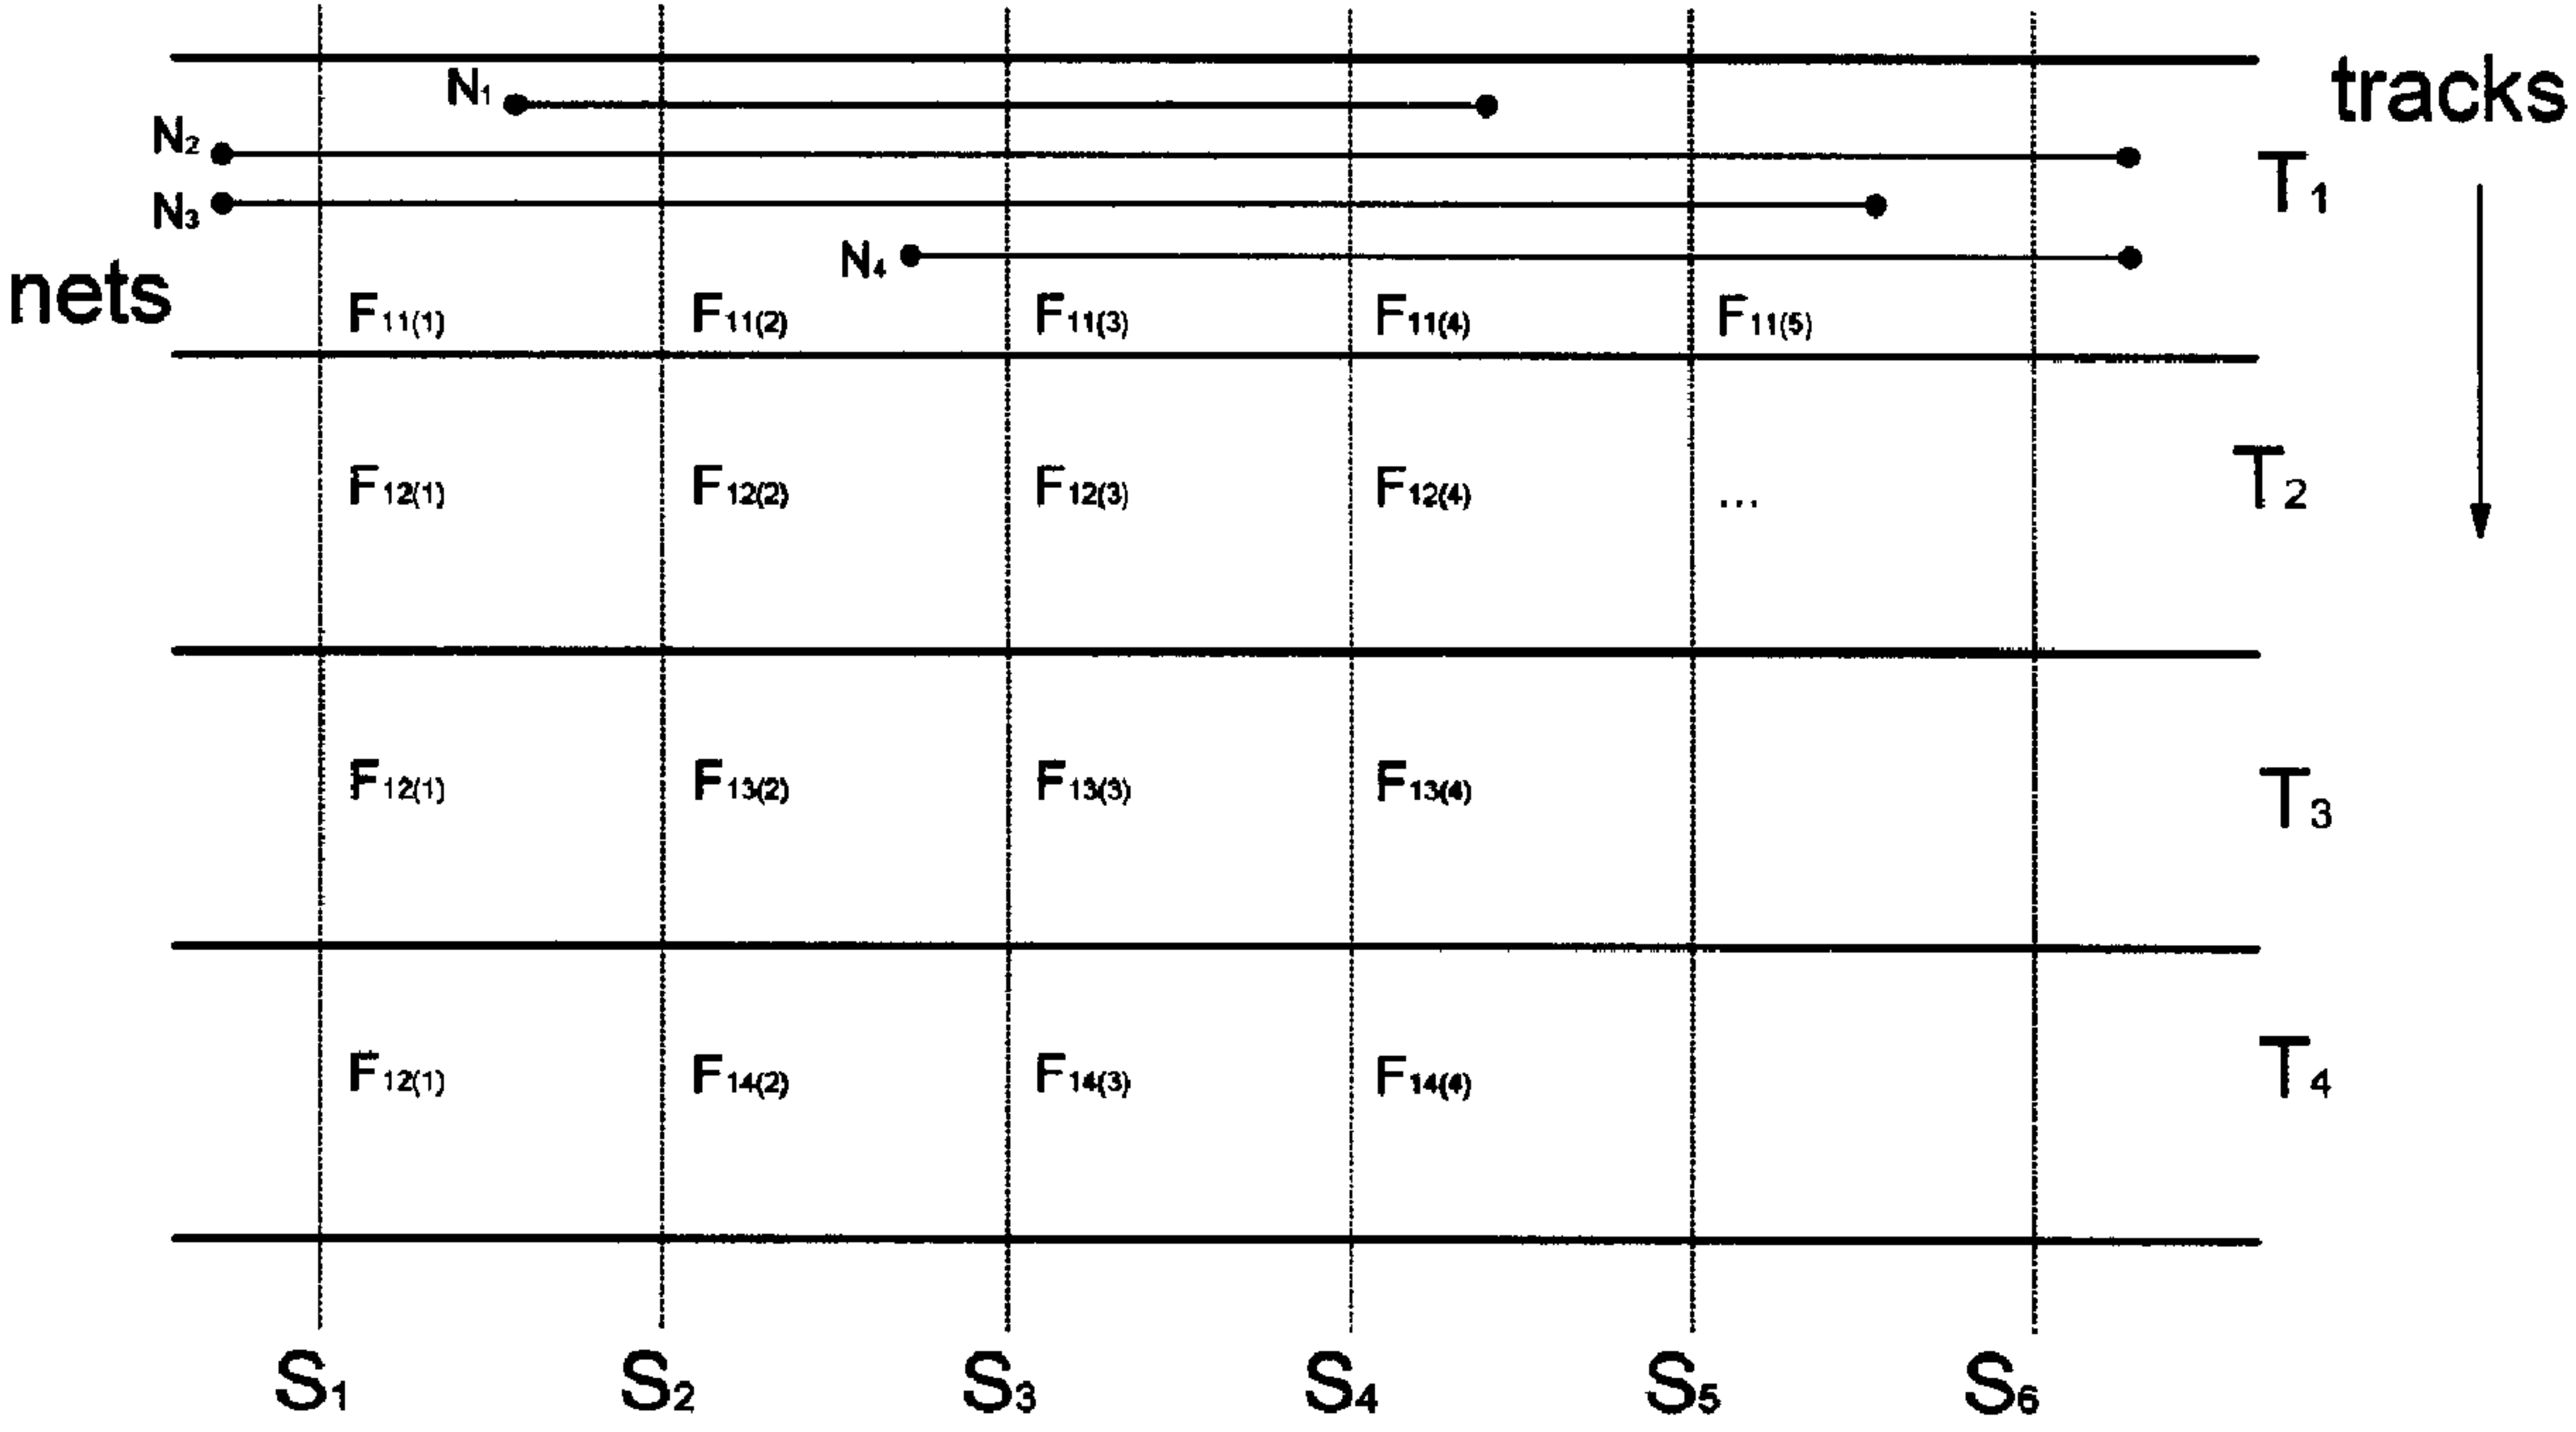 N1
tracks
N2
T1
N3
N4
nets
F11(1) F11(2) F11(3) F11(4) F11(5)
F12(1) F12(2) F12(3) F12(4) ... T2
F12(1) F13(2) F13(3) F13(4) T3
F12(1) F14(2) F14(3) F14(4) T4
S1 S2 S3 S4 S5 S6